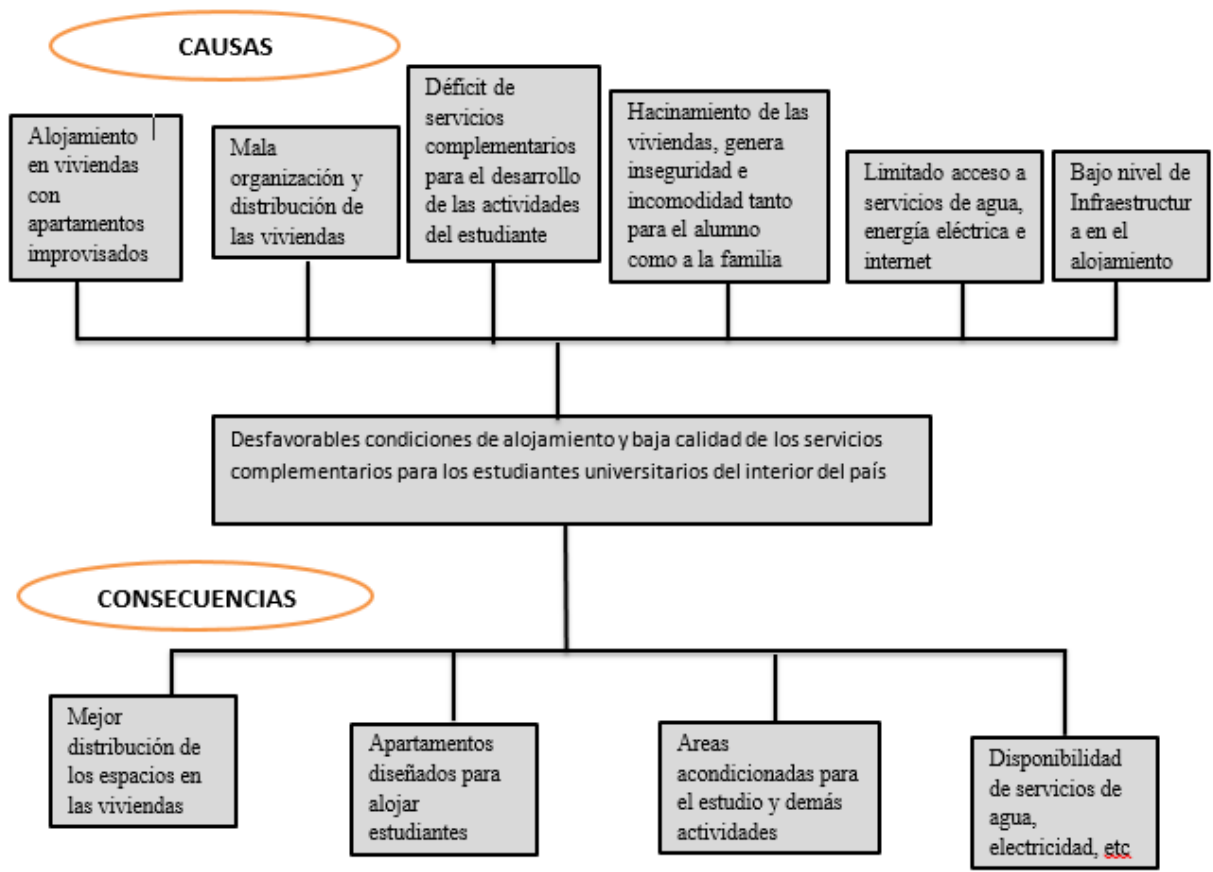 CAUSAS
Alojamiento
en viviendas
con
apartamentos
improvisados
Mala
organización y
distribución de
las viviendas
Déficit de
servicios
complementarios
para el desarrollo
de las actividades
del estudiante
Hacinamiento de las
viviendas, genera
inseguridad e
incomodidad tanto
para el alumno
como a la familia
Limitado acceso a
servicios de agua,
energía eléctrica e
internet
Bajo nivel de
Infraestructur
a en el
alojamiento
Desfavorables condiciones de alojamiento y baja calidad de los servicios
complementarios para los estudiantes universitarios del interior del país
CONSECUENCIAS
Mejor
distribución de
los espacios en
las viviendas
Apartamentos
diseñados para
alojar
estudiantes
Areas
acondicionadas para
el estudio y demás
actividades
Disponibilidad
de servicios de
agua,
electricidad, etc